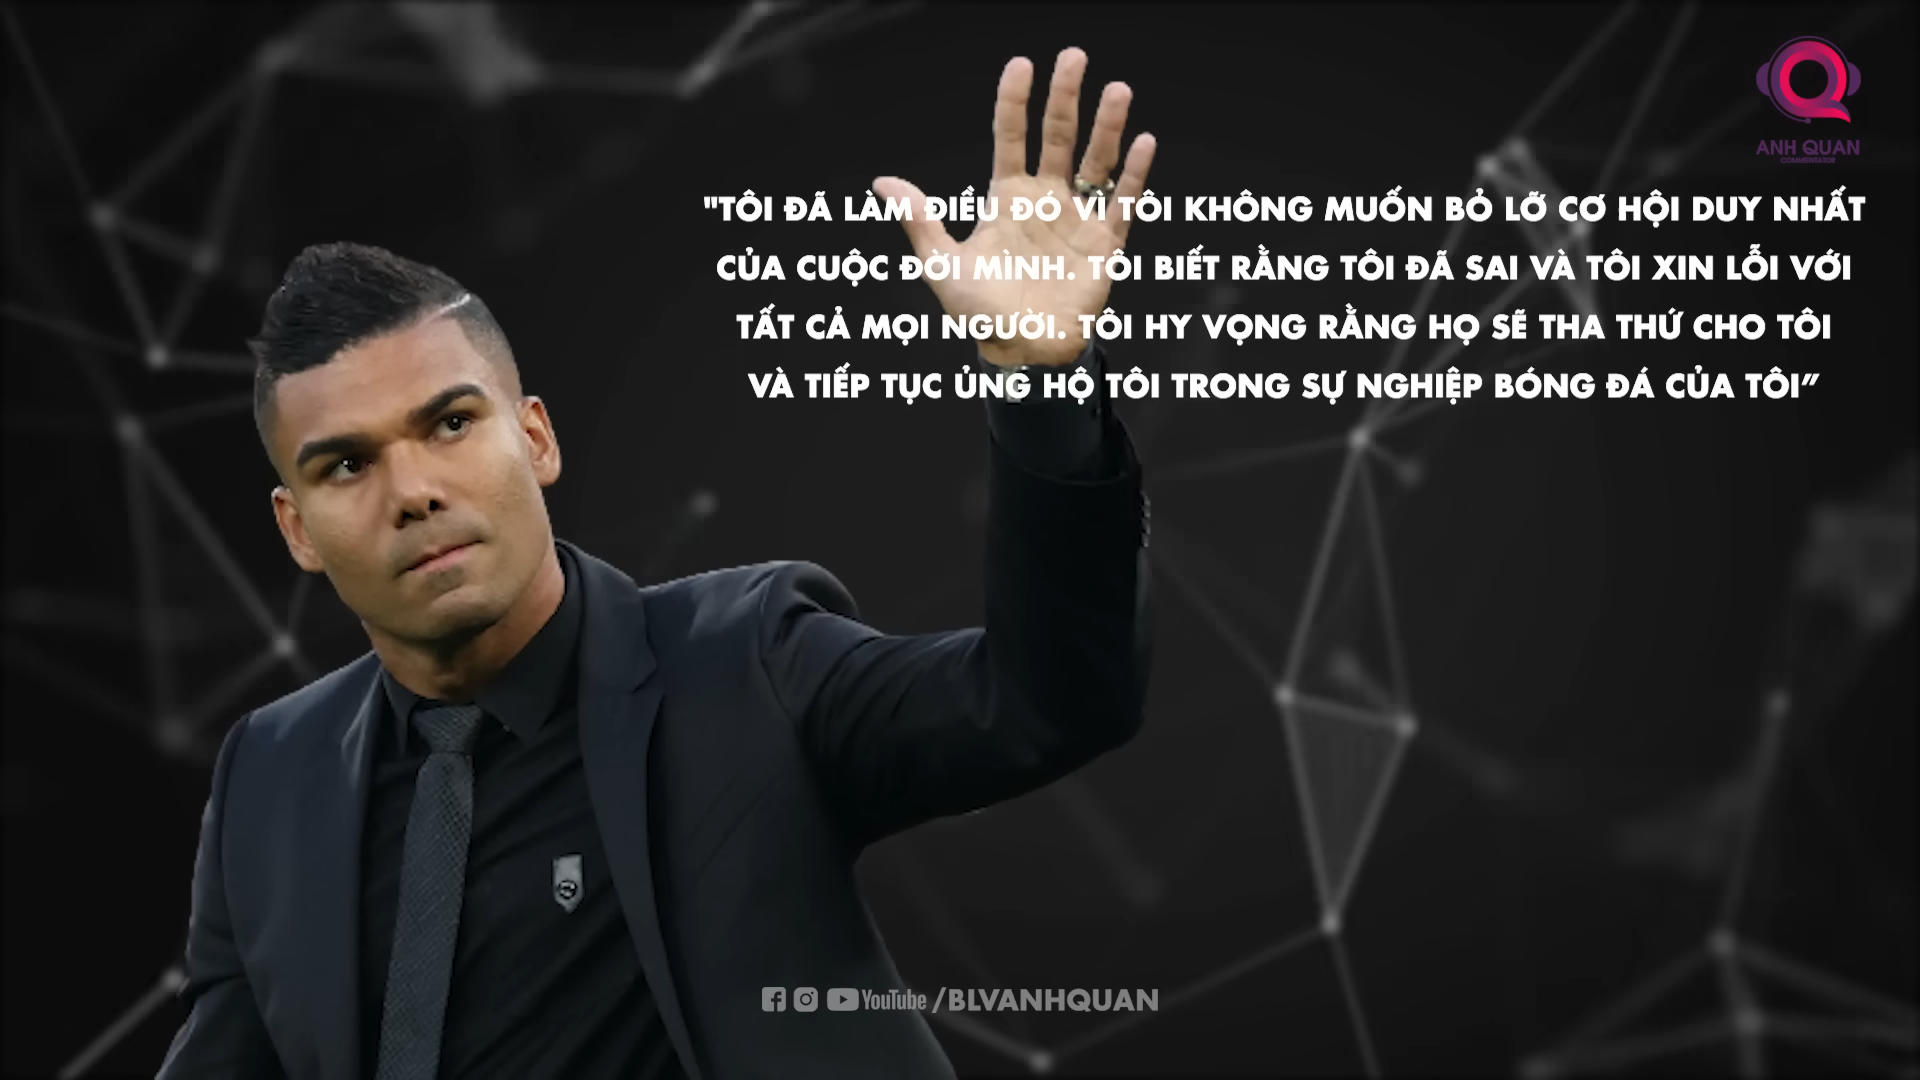 ANH QUAN
COMMENTATOR
"TÔI ĐÃ LÀM ĐIỀU ĐÓ VÌ TÔI KHÔNG MUỐN BỎ LỠ CƠ HỘI DUY NHẤT
CỦA CUỘC ĐỜI MÌNH. TÔI BIẾT RẰNG TÔI ĐÃ SAI VÀ TÔI XIN LỖI VỚI
TẤT CẢ MỌI NGƯỜI. TÔI HY VỌNG RẰNG HỌ SẼ THA THỨ CHO TÔI
VÀ TIẾP TỤC ỦNG HỘ TÔI TRONG SỰ NGHIỆP BÓNG ĐÁ CỦA TÔI”
YouTube /BLVANHQUAN